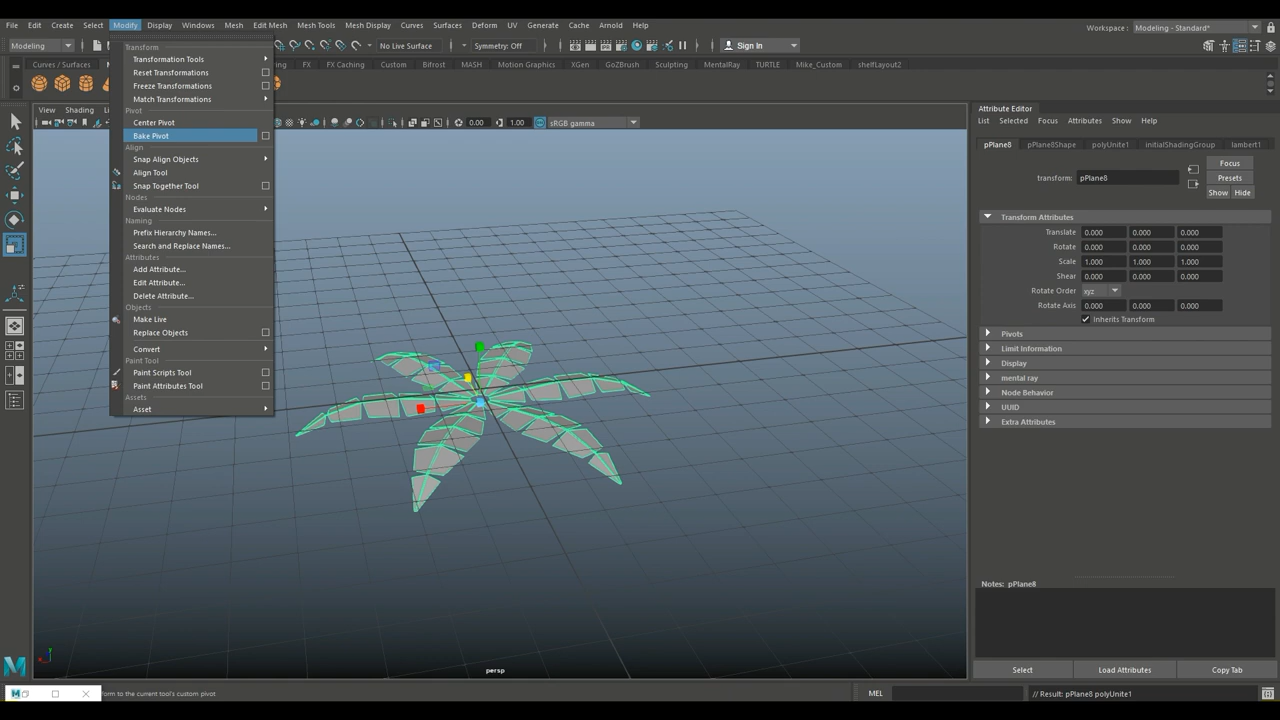 File Edit Create Select Modify Display Windows Mesh Edit Mesh Mesh Tools Mesh Display Curves Surfaces Deform UV Generate Cache Arnold Help
Workspace : Modeling - Standard*
Modeling
No Live Surface
Symmetry: Off
Sign In
Curves / Surfaces
FX FX Caching Custom Bifrost MASH Motion Graphics XGen GoZBrush Sculpting MentalRay TURTLE Mike_Custom shelfLayout2
View Shading
0.00 1.00 sRGB gamma
Transform
Transformation Tools
Reset Transformations
Freeze Transformations
Match Transformations
Pivot
Center Pivot
Bake Pivot
Align
Snap Align Objects
Align Tool
Snap Together Tool
Nodes
Evaluate Nodes
Naming
Prefix Hierarchy Names...
Search and Replace Names...
Attributes
Add Attribute...
Edit Attribute...
Delete Attribute...
Objects
Make Live
Replace Objects
Convert
Paint Tool
Paint Scripts Tool
Paint Attributes Tool
Assets
Asset
persp
Attribute Editor
List Selected Focus Attributes Show Help
pPlane8 pPlane8Shape polyUnite1 initialShadingGroup lambert1
Focus
transform: pPlane8 Presets
Show Hide
Transform Attributes
Translate 0.000 0.000 0.000
Rotate 0.000 0.000 0.000
Scale 1.000 1.000 1.000
Shear 0.000 0.000 0.000
Rotate Order xyz
Rotate Axis 0.000 0.000 0.000
Inherits Transform
Pivots
Limit Information
Display
mental ray
Node Behavior
UUID
Extra Attributes
Notes: pPlane8
Select Load Attributes Copy Tab
form to the current tool's custom pivot
MEL
// Result: pPlane8 polyUnite1